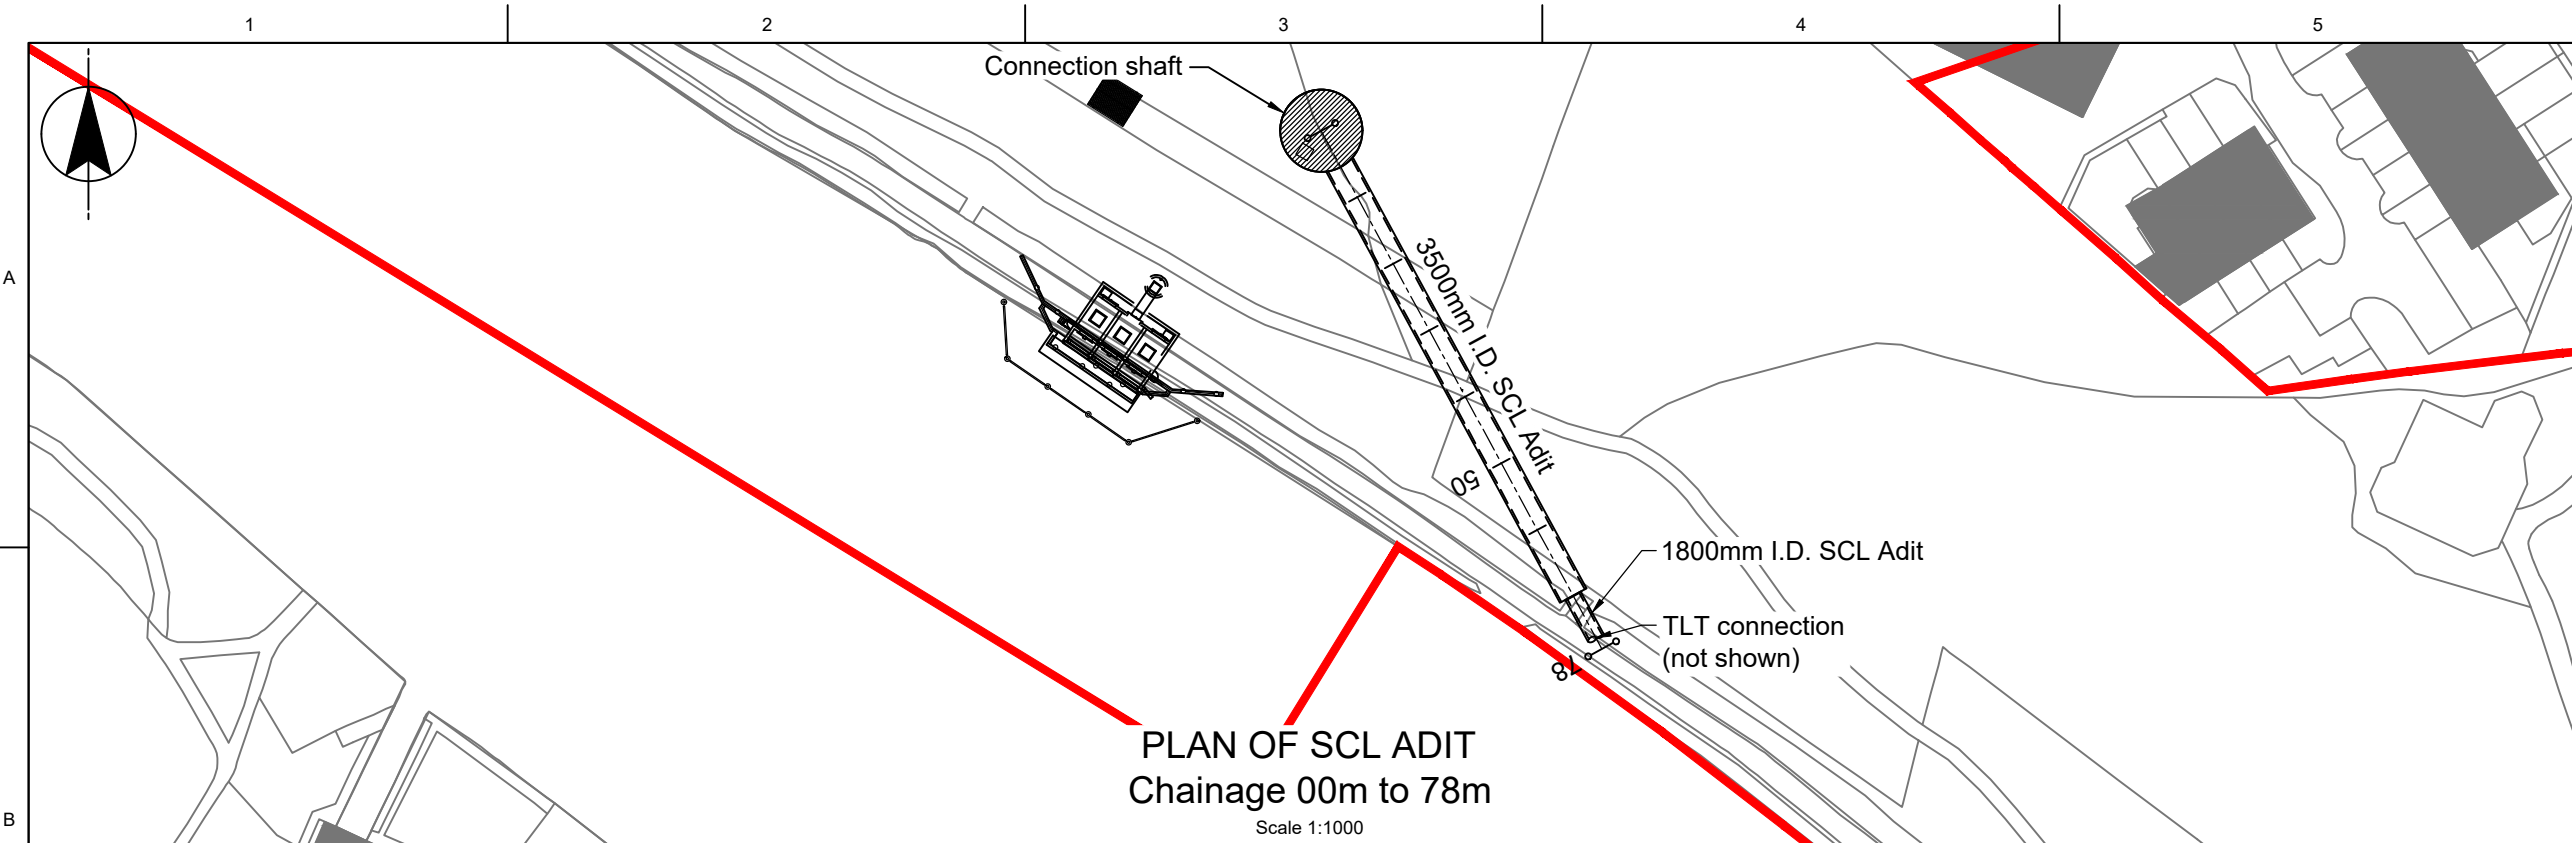 1 2 3 4 5
Connection shaft
A
3500mm I.D. SCL Adit
50
1800mm I.D. SCL Adit
TLT connection
(not shown)
78
PLAN OF SCL ADIT
Chainage 00m to 78m
B
Scale 1:1000